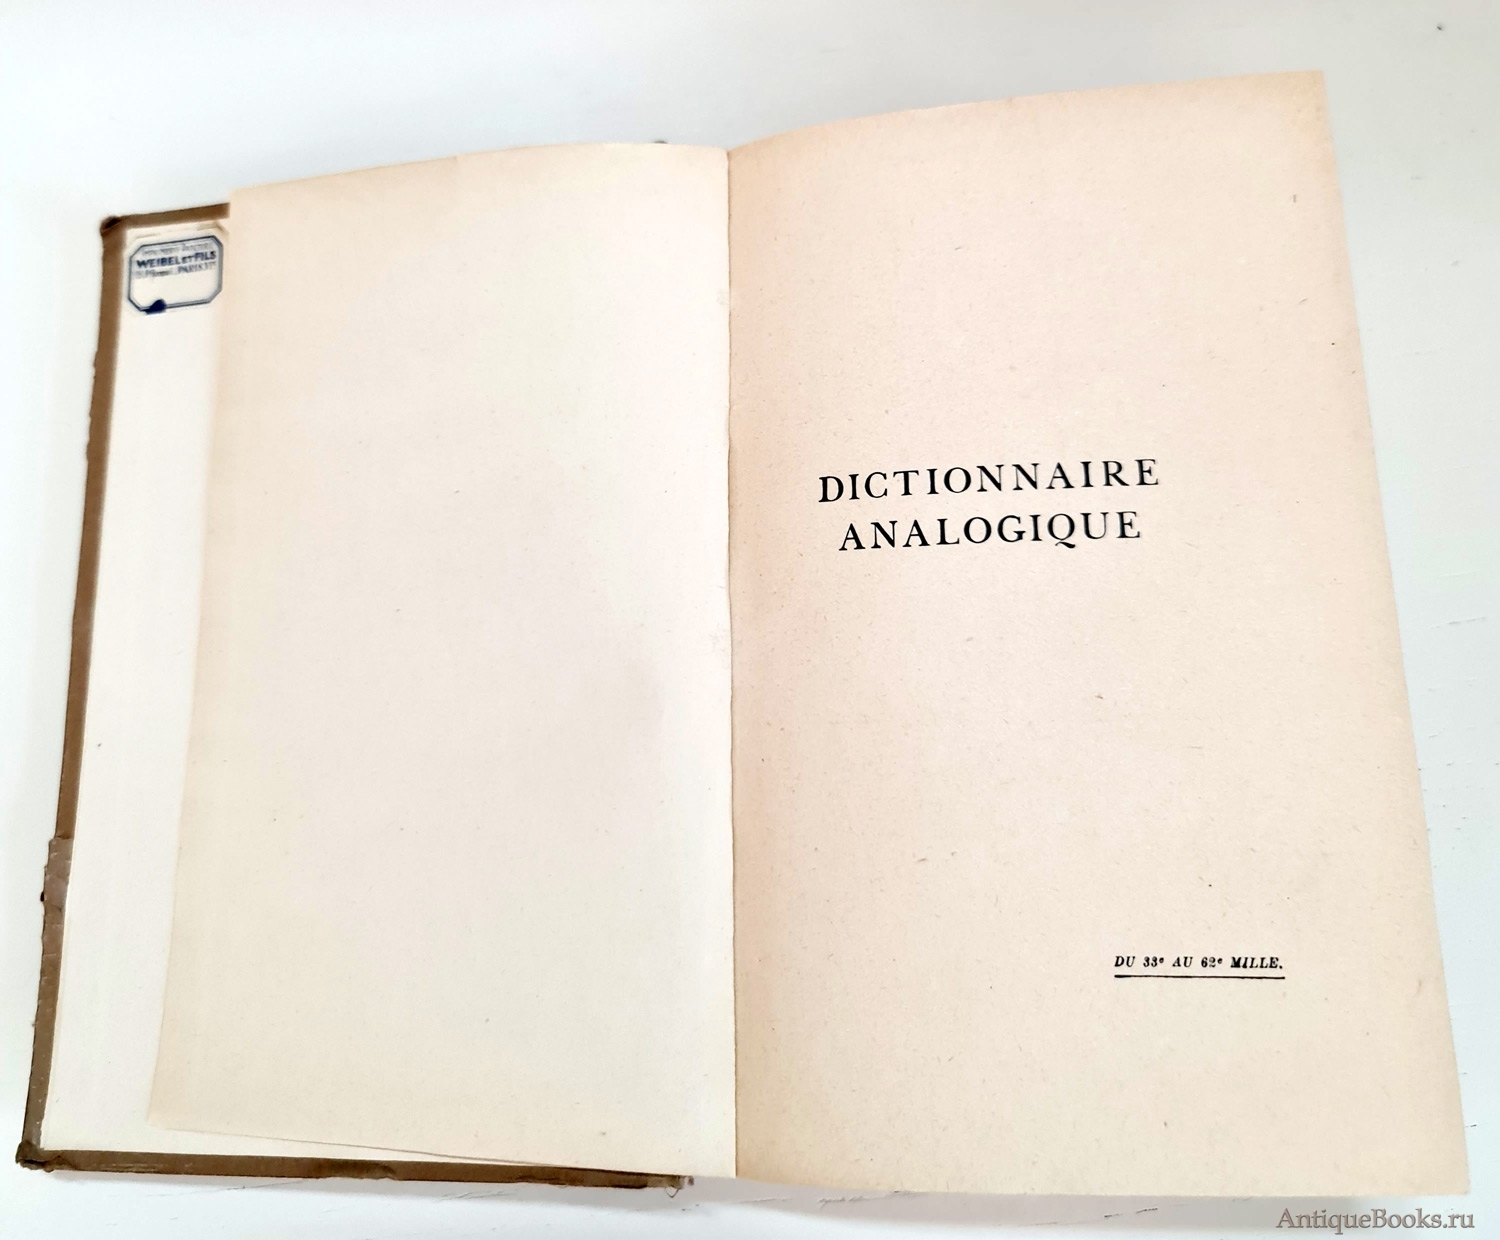 WEIBEL ET FILS
PARIS
DICTIONNAIRE
ANALOGIQUE
DU 33e AU 62e MILLE.
AntiqueBooks.ru